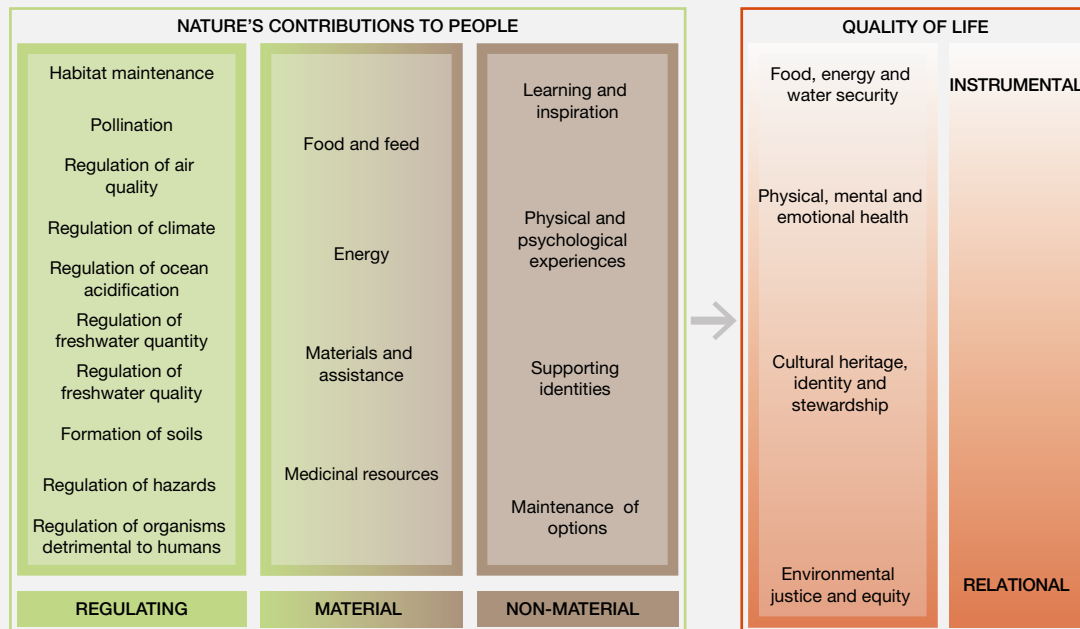 NATURE'S CONTRIBUTIONS TO PEOPLE
Habitat maintenance
Pollination
Regulation of air
quality
Regulation of climate
Regulation of ocean
acidification
Regulation of
freshwater quantity
Regulation of
freshwater quality
Formation of soils
Regulation of hazards
Regulation of organisms
detrimental to humans
REGULATING
Food and feed
Energy
Materials and
assistance
Medicinal resources
MATERIAL
Learning and
inspiration
Physical and
psychological
experiences
Supporting
identities
Maintenance of
options
NON-MATERIAL
QUALITY OF LIFE
Food, energy and
water security
Physical, mental and
emotional health
Cultural heritage,
identity and
stewardship
Environmental
justice and equity
INSTRUMENTAL
RELATIONAL